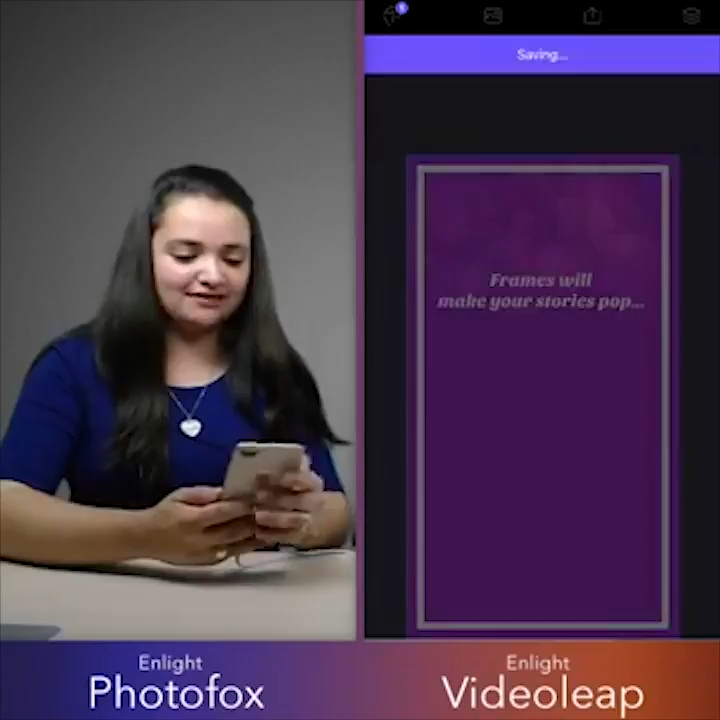 Saving...
Frames will
make your stories pop...
Enlight
Photofox
Enlight
Videoleap